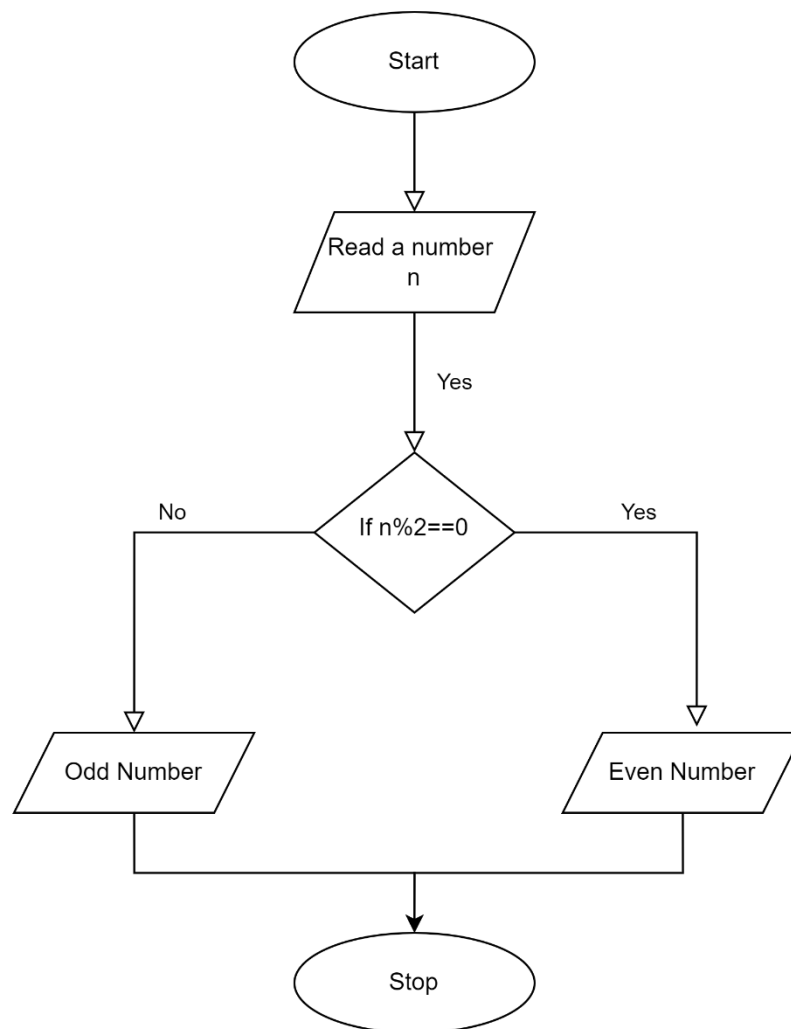 Start
Read a number
n
Yes
No
Yes
If n%2==0
Odd Number
Even Number
Stop